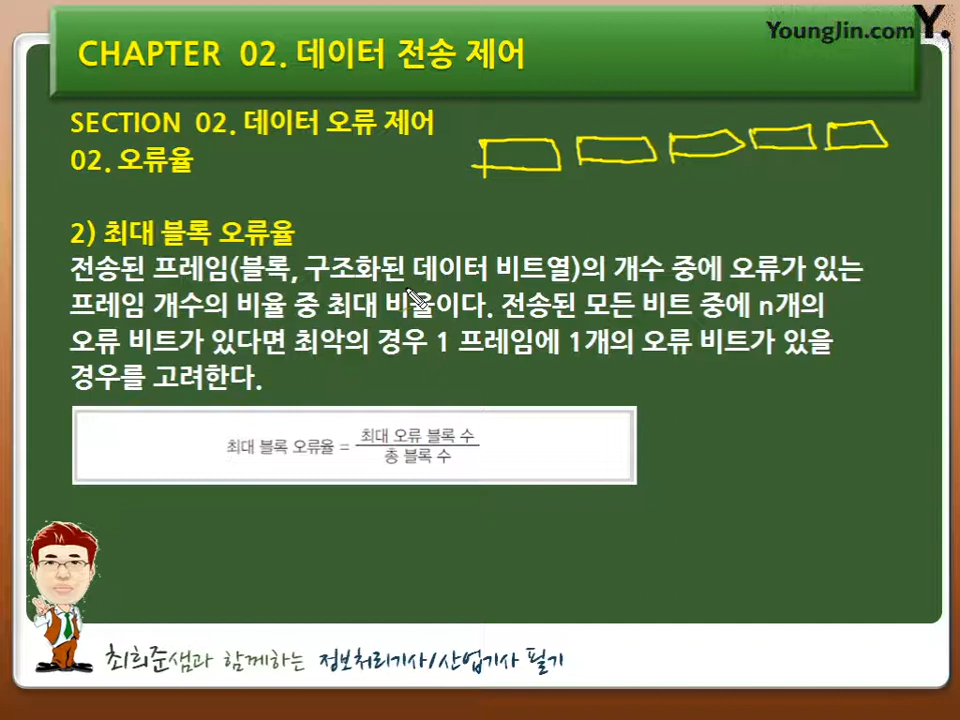 YoungJin.com Y.
CHAPTER 02. 데이터 전송 제어
SECTION 02. 데이터 오류 제어
02. 오류율
2) 최대 블록 오류율
전송된 프레임(블록, 구조화된 데이터 비트열)의 개수 중에 오류가 있는
프레임 개수의 비율 중 최대 비율이다. 전송된 모든 비트 중에 n개의
오류 비트가 있다면 최악의 경우 1 프레임에 1개의 오류 비트가 있을
경우를 고려한다.
최대 블록 오류율 = 최대 오류 블록 수
총 블록 수
최희준샘과 함께하는 정보처리기사/산업기사 필기